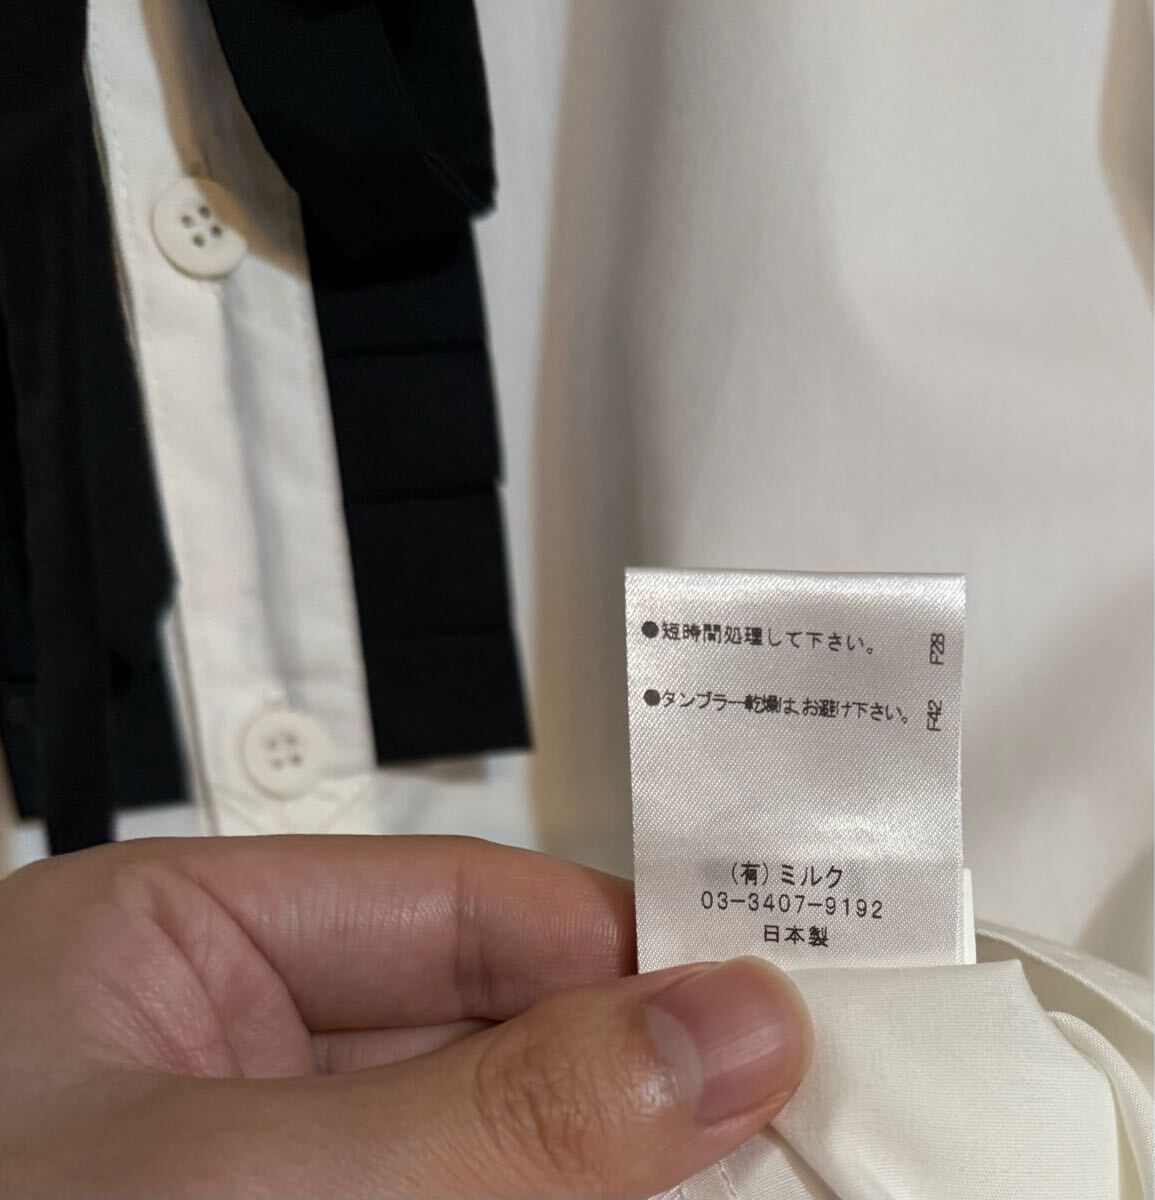 ●短時間処理して下さい。 F28
●タンブラー乾燥は、お避け下さい。 F42
(有)ミルク
03-3407-9192
日本製